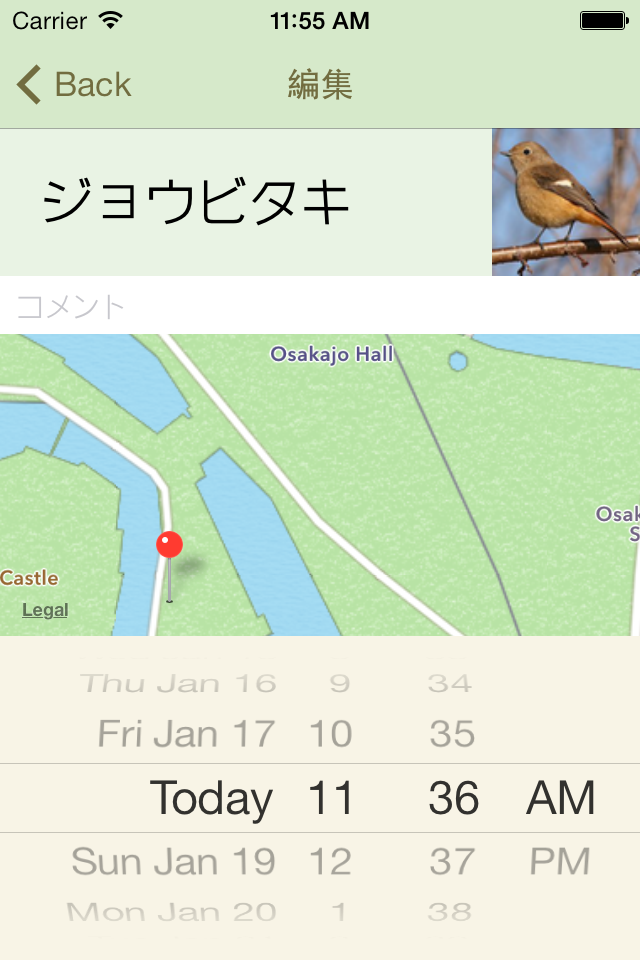 Carrier 11:55 AM
Back 編集
ジョウビタキ
コメント
Osakajo Hall
Osak
S
Castle
Legal
Thu Jan 16 9 34
Fri Jan 17 10 35
Today 11 36 AM
Sun Jan 19 12 37 PM
Mon Jan 20 1 38